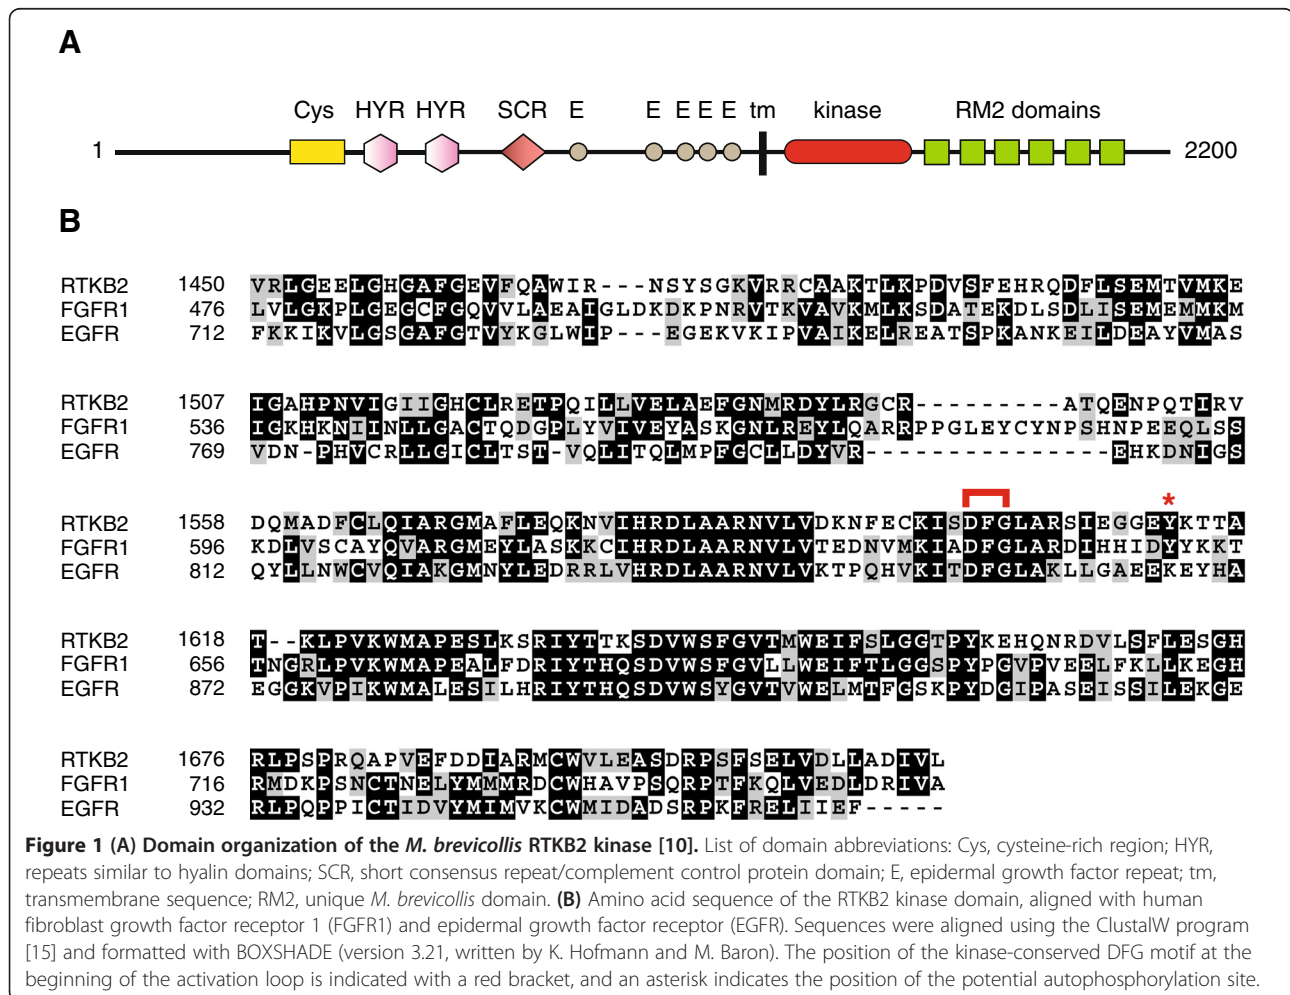 A
Cys HYR HYR SCR E E E E E tm kinase RM2 domains
1 2200
B
RTKB2 1450 VRLGEELGHGAFGEVFQAWIR---NSYSGKVRRCAAKTLKPDVSFEHRQDFLSEMTVMKE
FGFR1 476 LVLGKPLGEGCFGQVVLAEAIGLDKDKPNRVTKVAVKMLKSDATEKDLSDLISEMEMMKM
EGFR 712 FKKIKVLGSGAFGTVYKGLWIP---EGEKVKIPVAIKELREATSPKANKEILDEAYVMAS
RTKB2 1507 IGAHPNVIGIIGHCLRETPQILLVELAEFGNMRDYLRGCR---------ATQENPQTIRV
FGFR1 536 IGKHKNIINLLGACTQDGPLYVIVEYASKGNLREYLQARRPPGLEYCYNPSHNPEEQLSS
EGFR 769 VDN-PHVCRLLGICLTST-VQLITQLMPFGCLLDYVR---------------EHKDNIGS
*
RTKB2 1558 DQMADFCLQIARGMAFLEQKNVIHRDLAARNVLVDKNFECKISDFGLARSIEGGEYKTTA
FGFR1 596 KDLVSCAYQVARGMEYLASKKCIHRDLAARNVLVTEDNVMKIADFGLARDIHHIDYYKKT
EGFR 812 QYLLNWCVQIAKGMNYLEDRRLVHRDLAARNVLVKTPQHVKITDFGLAKLLGAEEKEYHA
RTKB2 1618 T--KLPVKWMAPESLKSRIYTTKSDVWSFGVTMWEIFSLGGTPYKEHQNRDVLSFLESGH
FGFR1 656 TNGRLPVKWMAPEALFDRIYTHQSDVWSFGVLLWEIFTLGGSPYPGVPVEELFKLLKEGH
EGFR 872 EGGKVPIKWMALESILHRIYTHQSDVWSYGVTVWELMTFGSKPYDGIPASEISSILEKGE
RTKB2 1676 RLPSPRQAPVEFDDIARMCWVLEASDRPSFSELVDLLADIVL
FGFR1 716 RMDKPSNCTNELYMMMRDCWHAVPSQRPTFKQLVEDLDRIVA
EGFR 932 RLPQPPICTIDVYMIMVKCWMIDADSRPKFRELIIEF-----
Figure 1 (A) Domain organization of the M. brevicollis RTKB2 kinase [10]. List of domain abbreviations: Cys, cysteine-rich region; HYR,
repeats similar to hyalin domains; SCR, short consensus repeat/complement control protein domain; E, epidermal growth factor repeat; tm,
transmembrane sequence; RM2, unique M. brevicollis domain. (B) Amino acid sequence of the RTKB2 kinase domain, aligned with human
fibroblast growth factor receptor 1 (FGFR1) and epidermal growth factor receptor (EGFR). Sequences were aligned using the ClustalW program
[15] and formatted with BOXSHADE (version 3.21, written by K. Hofmann and M. Baron). The position of the kinase-conserved DFG motif at the
beginning of the activation loop is indicated with a red bracket, and an asterisk indicates the position of the potential autophosphorylation site.